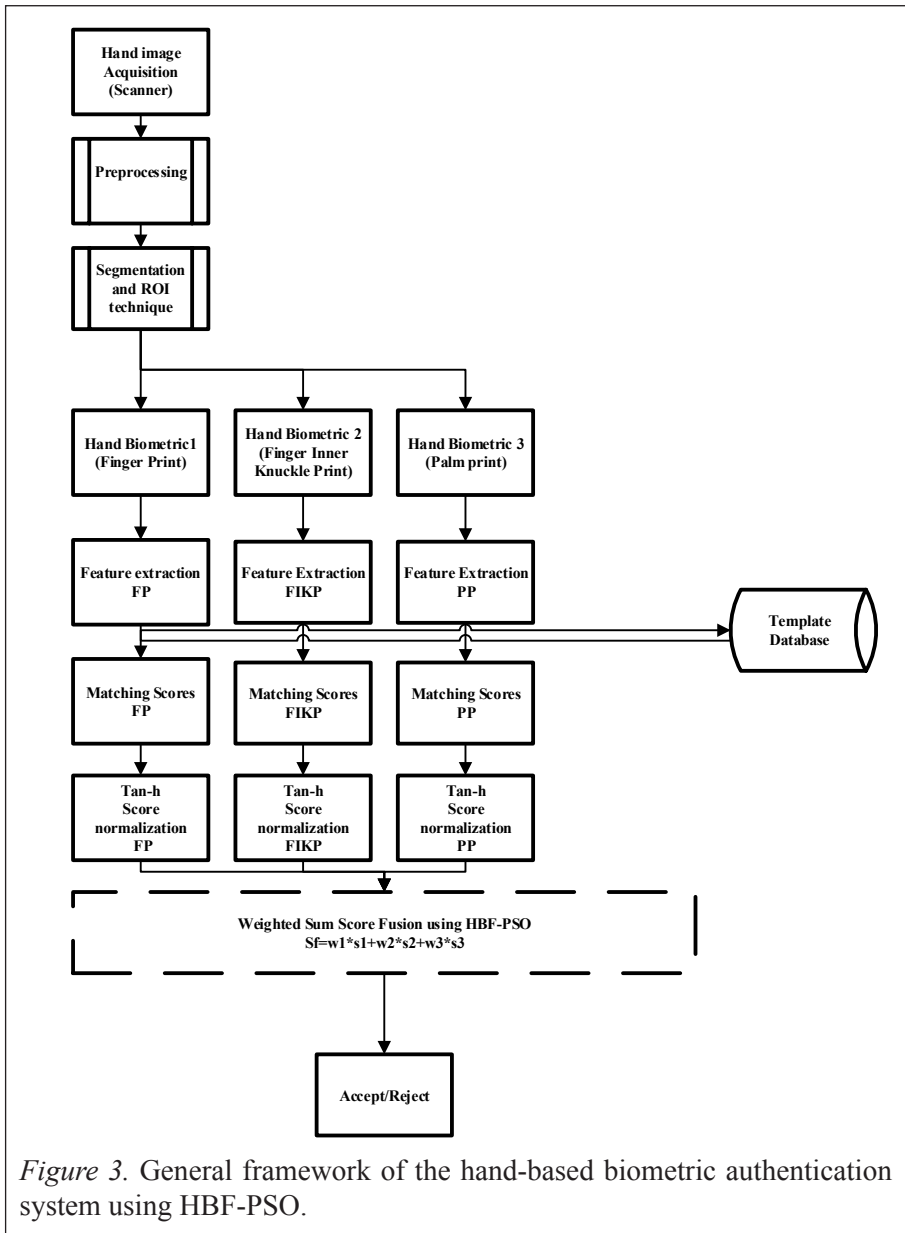 Hand image
Acquisition
(Scanner)
Preprocessing
Segmentation
and ROI
technique
Hand Biometric1
(Finger Print)
Hand Biometric 2
(Finger Inner
Knuckle Print)
Hand Biometric 3
(Palm print)
Feature extraction
FP
Feature Extraction
FIKP
Feature Extraction
PP
Template
Database
Matching Scores
FP
Matching Scores
FIKP
Matching Scores
PP
Tan-h
Score
normalization
FP
Tan-h
Score
normalization
FIKP
Tan-h
Score
normalization
PP
Weighted Sum Score Fusion using HBF-PSO
Sf=w1*s1+w2*s2+w3*s3
Accept/Reject
Figure 3. General framework of the hand-based biometric authentication
system using HBF-PSO.